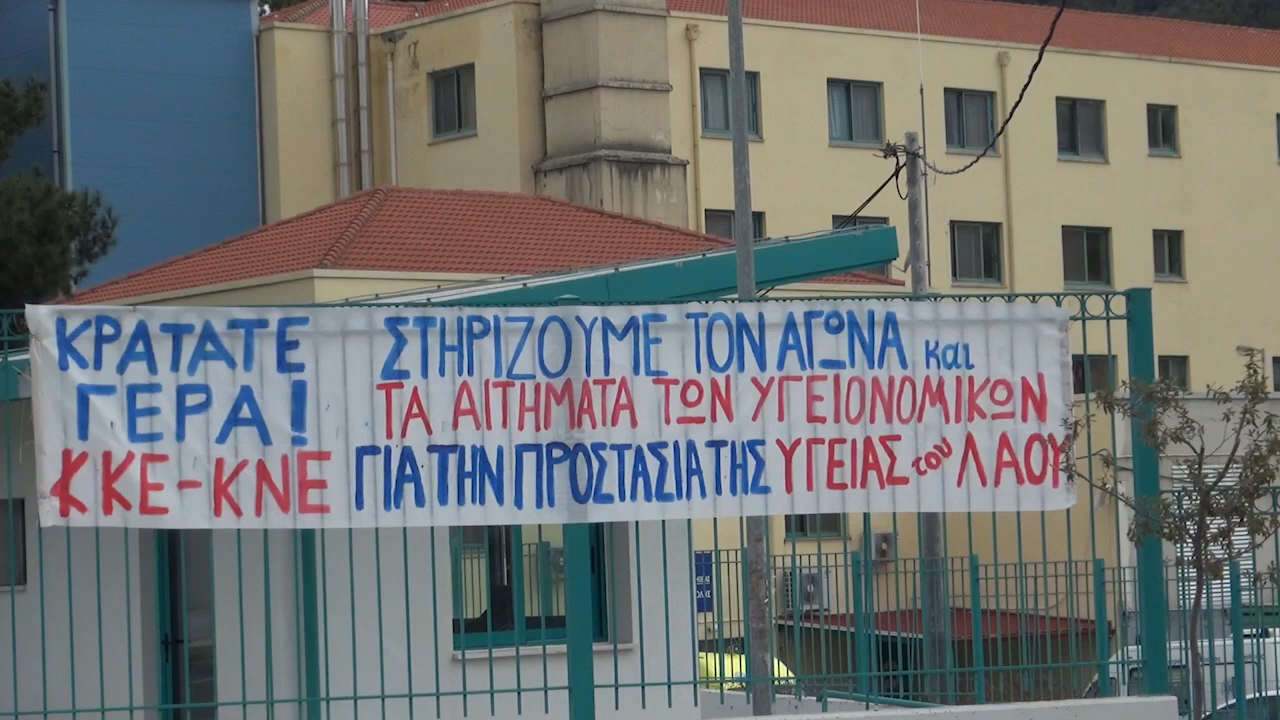 ΚΡΑΤΑΤΕ ΓΕΡΑ!
ΚΚΕ-ΚΝΕ
ΣΤΗΡΙΖΟΥΜΕ ΤΟΝ ΑΓΩΝΑ και
ΤΑ ΑΙΤΗΜΑΤΑ ΤΩΝ ΥΓΕΙΟΝΟΜΙΚΩΝ
ΓΙΑ ΤΗΝ ΠΡΟΣΤΑΣΙΑ ΤΗΣ ΥΓΕΙΑΣ του ΛΑΟΥ